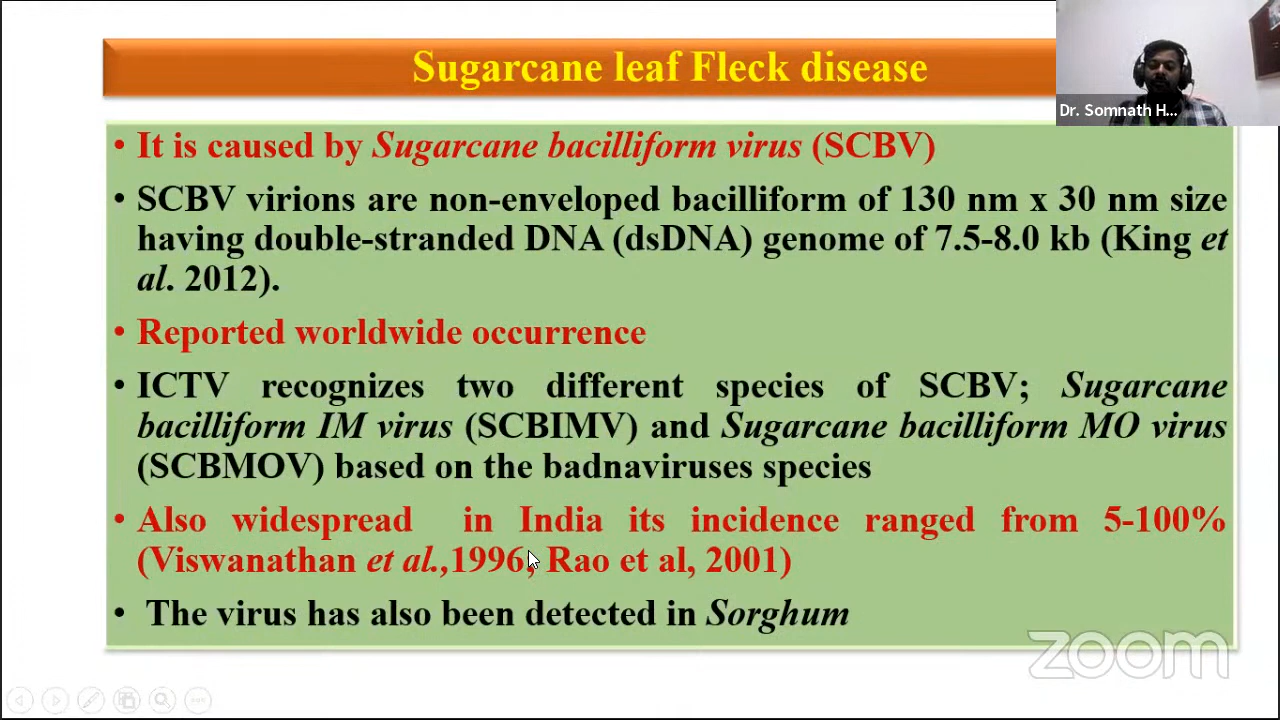 Sugarcane leaf Fleck disease
Dr. Somnath H...
• It is caused by Sugarcane bacilliform virus (SCBV)
• SCBV virions are non-enveloped bacilliform of 130 nm x 30 nm size
having double-stranded DNA (dsDNA) genome of 7.5-8.0 kb (King et
al. 2012).
• Reported worldwide occurrence
• ICTV recognizes two different species of SCBV; Sugarcane
bacilliform IM virus (SCBIMV) and Sugarcane bacilliform MO virus
(SCBMOV) based on the badnaviruses species
• Also widespread in India its incidence ranged from 5-100%
(Viswanathan et al.,1996; Rao et al, 2001)
• The virus has also been detected in Sorghum
zoom